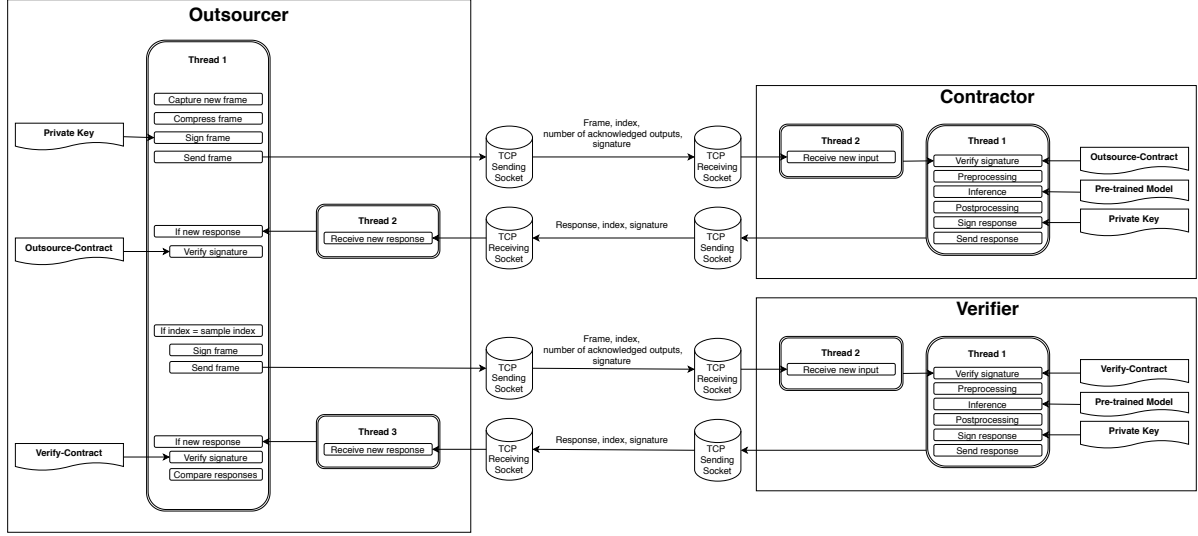 Outsourcer
Thread 1
Capture new frame
Compress frame
Private Key
Sign frame
Send frame
TCP
Sending
Socket
Frame, index,
number of acknowledged outputs,
signature
TCP
Receiving
Socket
Contractor
Thread 2
Receive new input
Thread 1
Verify signature
Outsource-Contract
Preprocessing
Inference
Pre-trained Model
Postprocessing
Sign response
Private Key
Send response
If new response
Thread 2
Receive new response
Outsource-Contract
Verify signature
TCP
Receiving
Socket
Response, index, signature
TCP
Sending
Socket
If index = sample index
Sign frame
Send frame
TCP
Sending
Socket
Frame, index,
number of acknowledged outputs,
signature
TCP
Receiving
Socket
Verifier
Thread 2
Receive new input
Thread 1
Verify signature
Verify-Contract
Preprocessing
Inference
Pre-trained Model
Postprocessing
Sign response
Private Key
Send response
If new response
Thread 3
Receive new response
Verify-Contract
Verify signature
Compare responses
TCP
Receiving
Socket
Response, index, signature
TCP
Sending
Socket